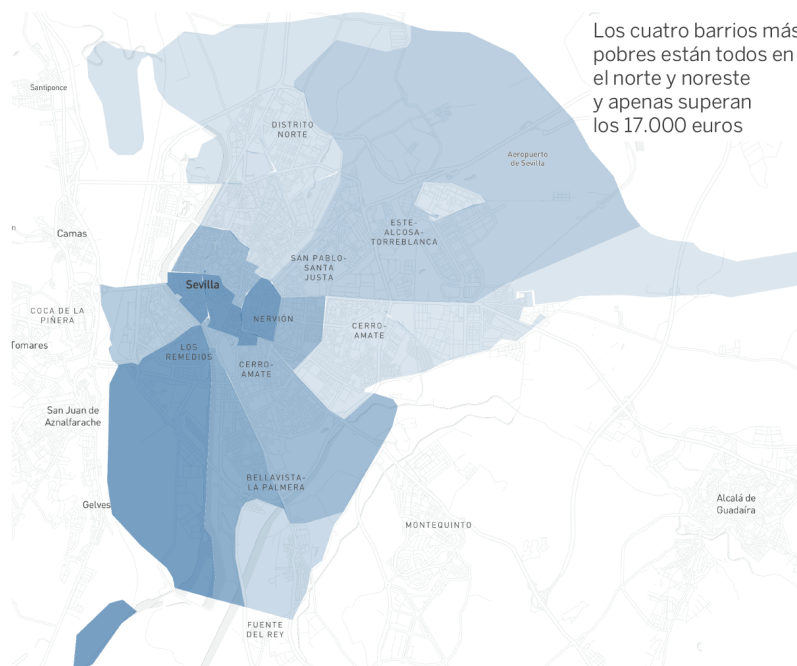 Los cuatro barrios más
pobres están todos en
el norte y noreste
y apenas superan
los 17.000 euros
Santiponce
DISTRITO
NORTE
Aeropuerto
de Sevilla
Camas
ESTE-
ALCOSA-
TORREBLANCA
SAN PABLO-
SANTA
JUSTA
Sevilla
COCA DE LA
PIÑERA
NERVIÓN
CERRO-
AMATE
Tomares
LOS
REMEDIOS
CERRO-
AMATE
San Juan de
Aznalfarache
BELLAVISTA-
LA PALMERA
Gelves
MONTEQUINTO
Alcalá de
Guadaíra
FUENTE
DEL REY